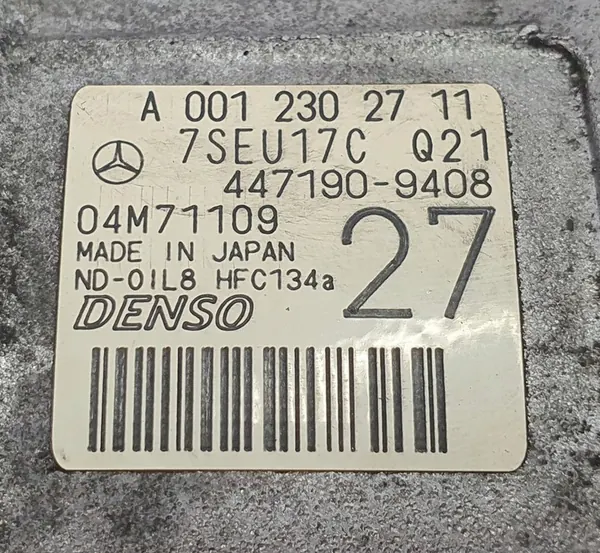 A 001 230 27 11
7SEU17C Q21
447190-9408
04M71109
27
MADE IN JAPAN
ND-OIL8 HFC134a
DENSO